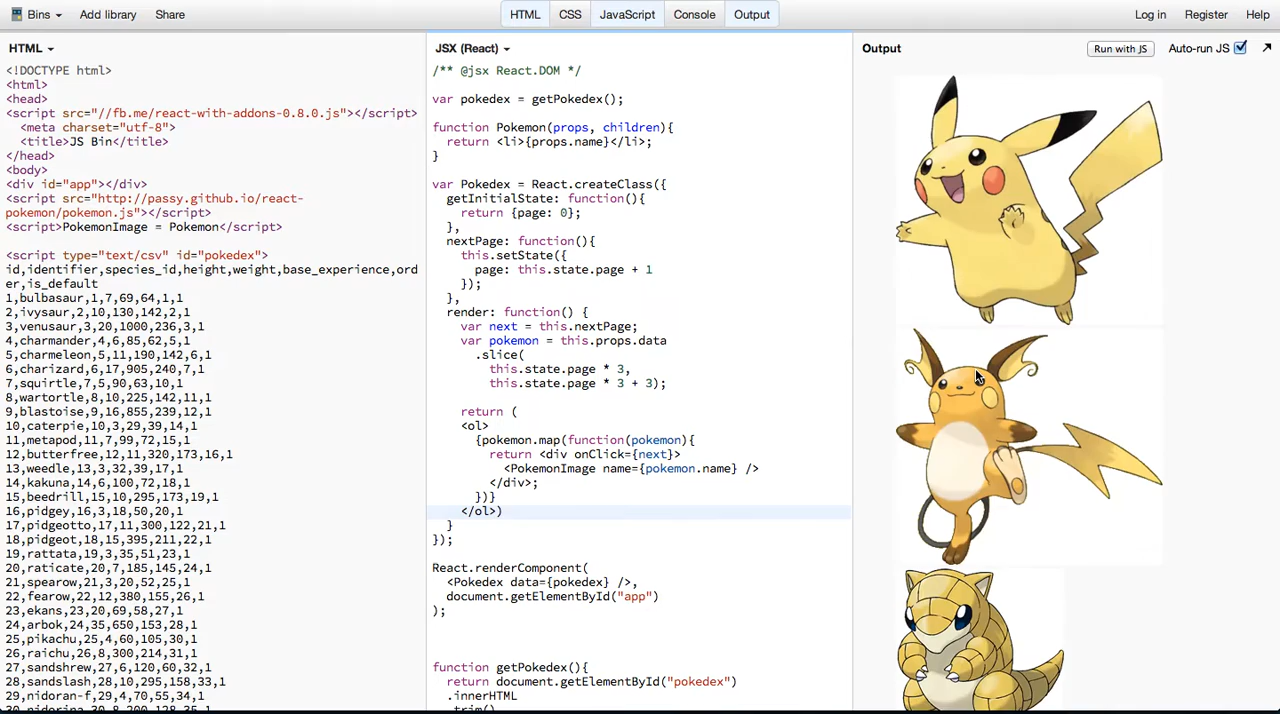 Bins
Add library
Share
HTML
CSS
JavaScript
Console
Output
Log in
Register
Help
HTML
<!DOCTYPE html>
<html>
<head>
<script src="//fb.me/react-with-addons-0.8.0.js"></script>
<meta charset="utf-8">
<title>JS Bin</title>
</head>
<body>
<div id="app"></div>
<script src="http://passy.github.io/react-
pokemon/pokemon.js"></script>
<script>PokemonImage = Pokemon</script>
<script type="text/csv" id="pokedex">
id,identifier,species_id,height,weight,base_experience,ord
er,is_default
1,bulbasaur,1,7,69,64,1,1
2,ivysaur,2,10,130,142,2,1
3,venusaur,3,20,1000,236,3,1
4,charmander,4,6,85,62,5,1
5,charmeleon,5,11,190,142,6,1
6,charizard,6,17,905,240,7,1
7,squirtle,7,5,90,63,10,1
8,wartortle,8,10,225,142,11,1
9,blastoise,9,16,855,239,12,1
10,caterpie,10,3,29,39,14,1
11,metapod,11,7,99,72,15,1
12,butterfree,12,11,320,173,16,1
13,weedle,13,3,32,39,17,1
14,kakuna,14,6,100,72,18,1
15,beedrill,15,10,295,173,19,1
16,pidgey,16,3,18,50,20,1
17,pidgeotto,17,11,300,122,21,1
18,pidgeot,18,15,395,211,22,1
19,rattata,19,3,35,51,23,1
20,raticate,20,7,185,145,24,1
21,spearow,21,3,20,52,25,1
22,fearow,22,12,380,155,26,1
23,ekans,23,20,69,58,27,1
24,arbok,24,35,650,153,28,1
25,pikachu,25,4,60,105,30,1
26,raichu,26,8,300,214,31,1
27,sandshrew,27,6,120,60,32,1
28,sandslash,28,10,295,158,33,1
29,nidoran-f,29,4,70,55,34,1
30,nidorina,30,8,200,128,35,1
JSX (React)
/** @jsx React.DOM */
var pokedex = getPokedex();
function Pokemon(props, children){
return <li>{props.name}</li>;
}
var Pokedex = React.createClass({
getInitialState: function(){
return {page: 0};
},
nextPage: function(){
this.setState({
page: this.state.page + 1
});
},
render: function() {
var next = this.nextPage;
var pokemon = this.props.data
.slice(
this.state.page * 3,
this.state.page * 3 + 3);
return (
<ol>
{pokemon.map(function(pokemon){
return <div onClick={next}>
<PokemonImage name={pokemon.name} />
</div>;
})}
</ol>)
}
});
React.renderComponent(
<Pokedex data={pokedex} />,
document.getElementById("app")
);
function getPokedex(){
return document.getElementById("pokedex")
.innerHTML
.trim()
Output
Run with JS
Auto-run JS